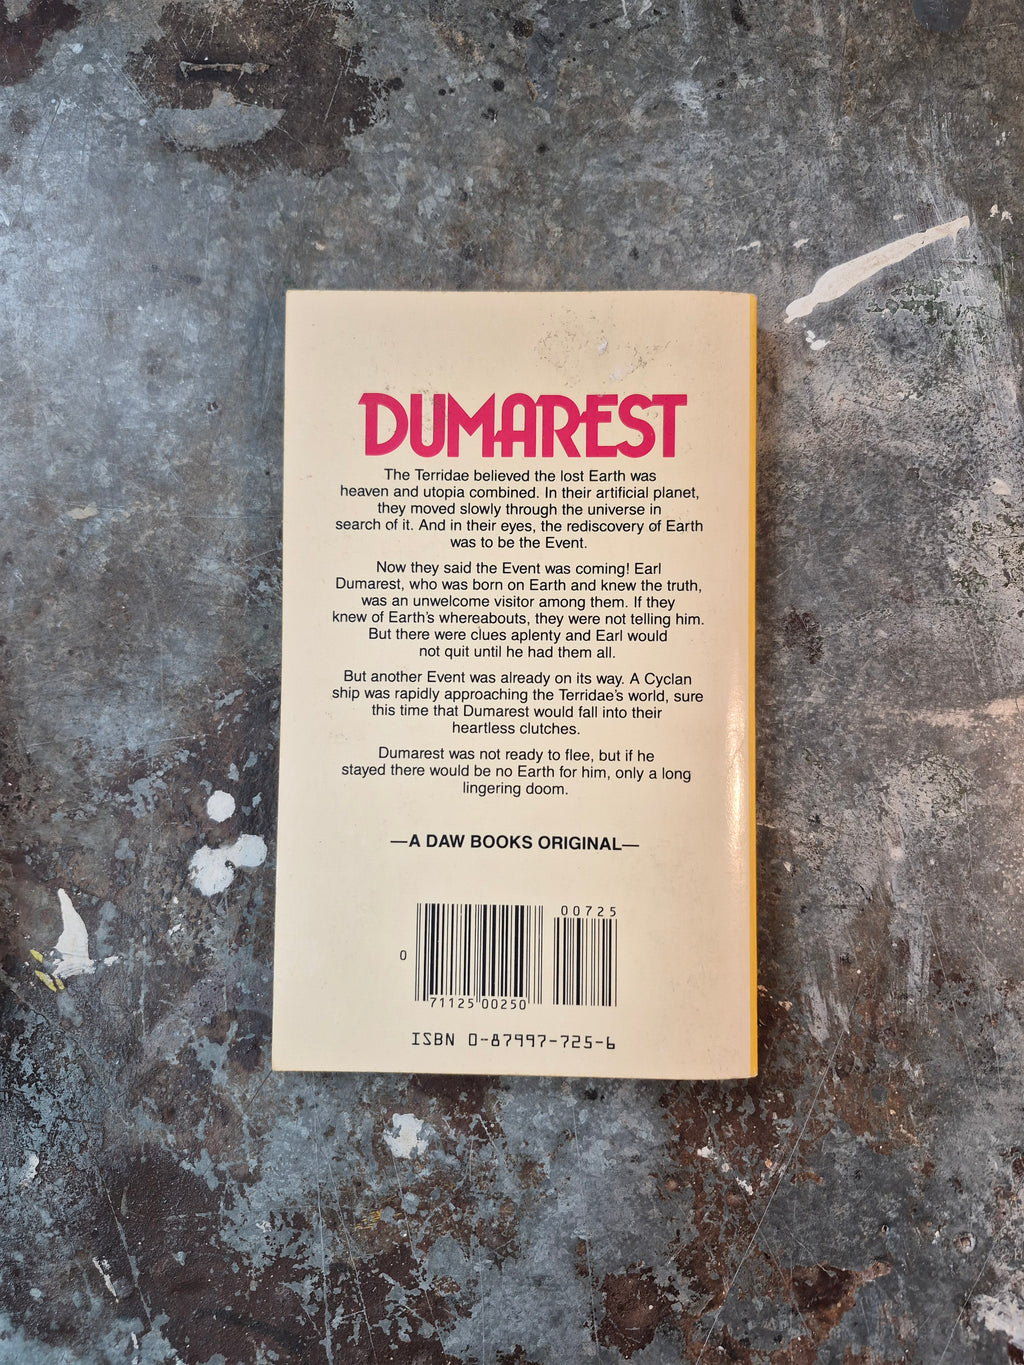 DUMAREST
The Terridae believed the lost Earth was
heaven and utopia combined. In their artificial planet,
they moved slowly through the universe in
search of it. And in their eyes, the rediscovery of Earth
was to be the Event.
Now they said the Event was coming! Earl
Dumarest, who was born on Earth and knew the truth,
was an unwelcome visitor among them. If they
knew of Earth's whereabouts, they were not telling him.
But there were clues aplenty and Earl would
not quit until he had them all.
But another Event was already on its way. A Cyclan
ship was rapidly approaching the Terridae's world, sure
this time that Dumarest would fall into their
heartless clutches.
Dumarest was not ready to flee, but if he
stayed there would be no Earth for him, only a long
lingering doom.
—A DAW BOOKS ORIGINAL—
00725
0
71125 00250
ISBN 0-87997-725-6